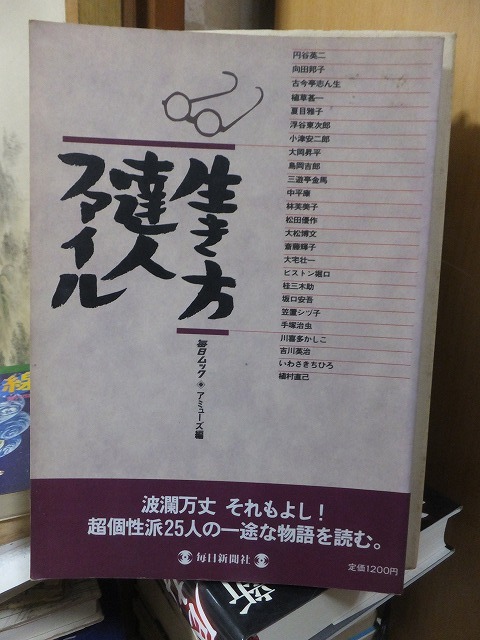 生き方
達人
ファイル
毎日ムック●アミューズ編
円谷英二
向田邦子
古今亭志ん生
植草甚一
夏目雅子
浮谷東次郎
小津安二郎
大岡昇平
島岡吉郎
三遊亭金馬
中平康
林芙美子
松田優作
大松博文
斎藤輝子
大宅壮一
ピストン堀口
桂三木助
坂口安吾
笠置シヅ子
手塚治虫
川喜多かしこ
吉川英治
いわさきちひろ
植村直己
波瀾万丈 それもよし!
超個性派25人の一途な物語を読む。
毎日新聞社
定価1200円